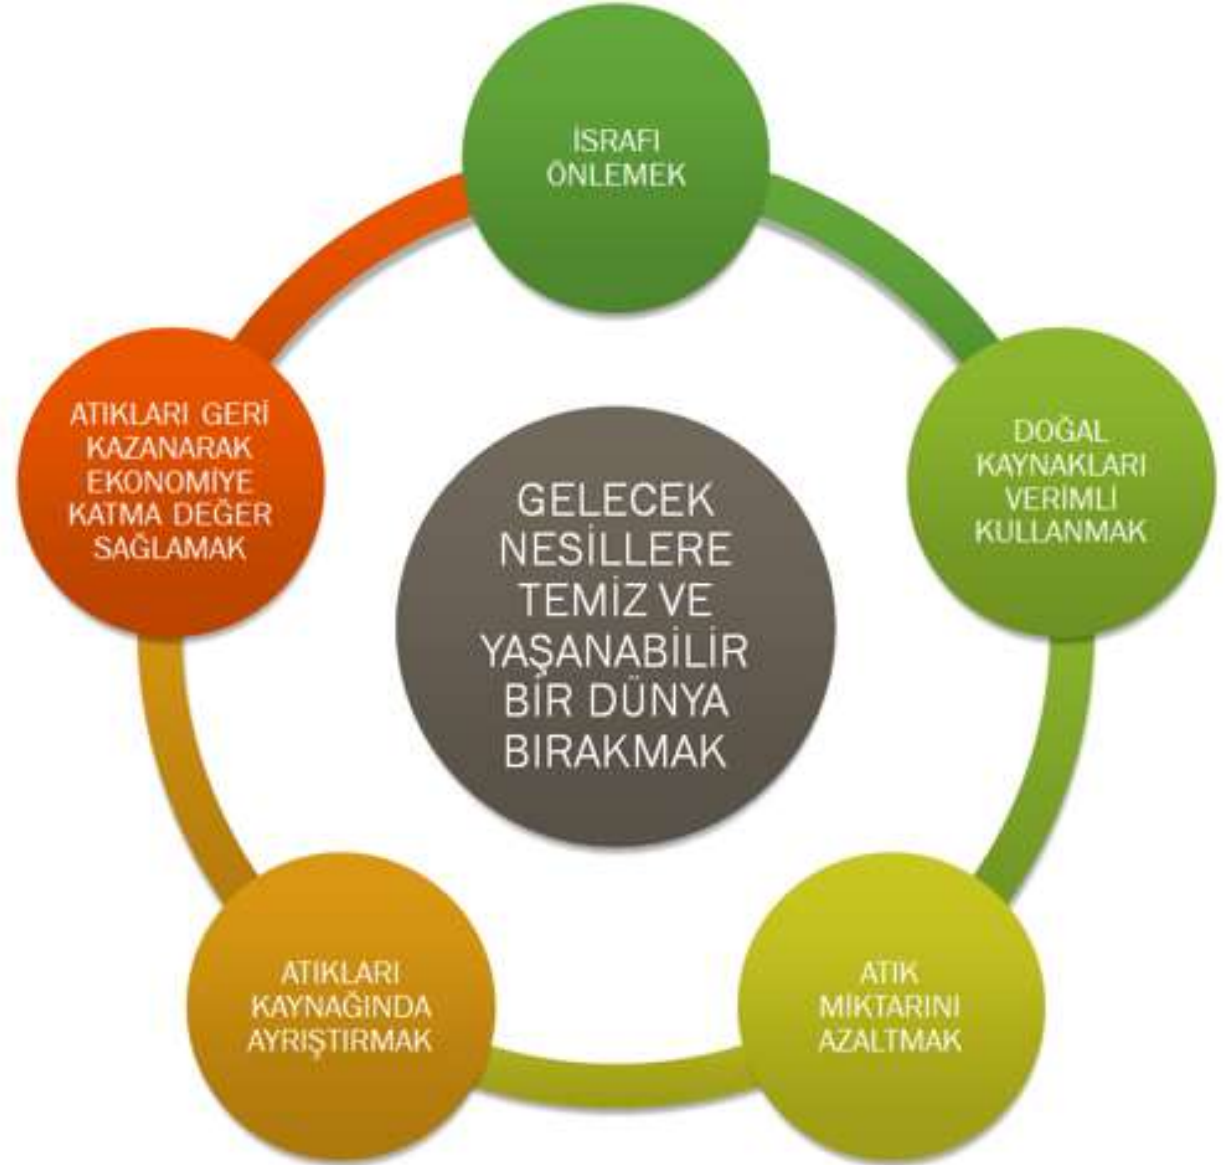 İSRAFI
ÖNLEMEK
DOĞAL
KAYNAKLARI
VERİMLİ
KULLANMAK
ATIK
MİKTARINI
AZALTMAK
ATIKLARI
KAYNAĞINDA
AYRIŞTIRMAK
ATIKLARI GERİ
KAZANARAK
EKONOMİYE
KATMA DEĞER
SAĞLAMAK
GELECEK
NESİLLERE
TEMİZ VE
YAŞANABİLİR
BİR DÜNYA
BIRAKMAK